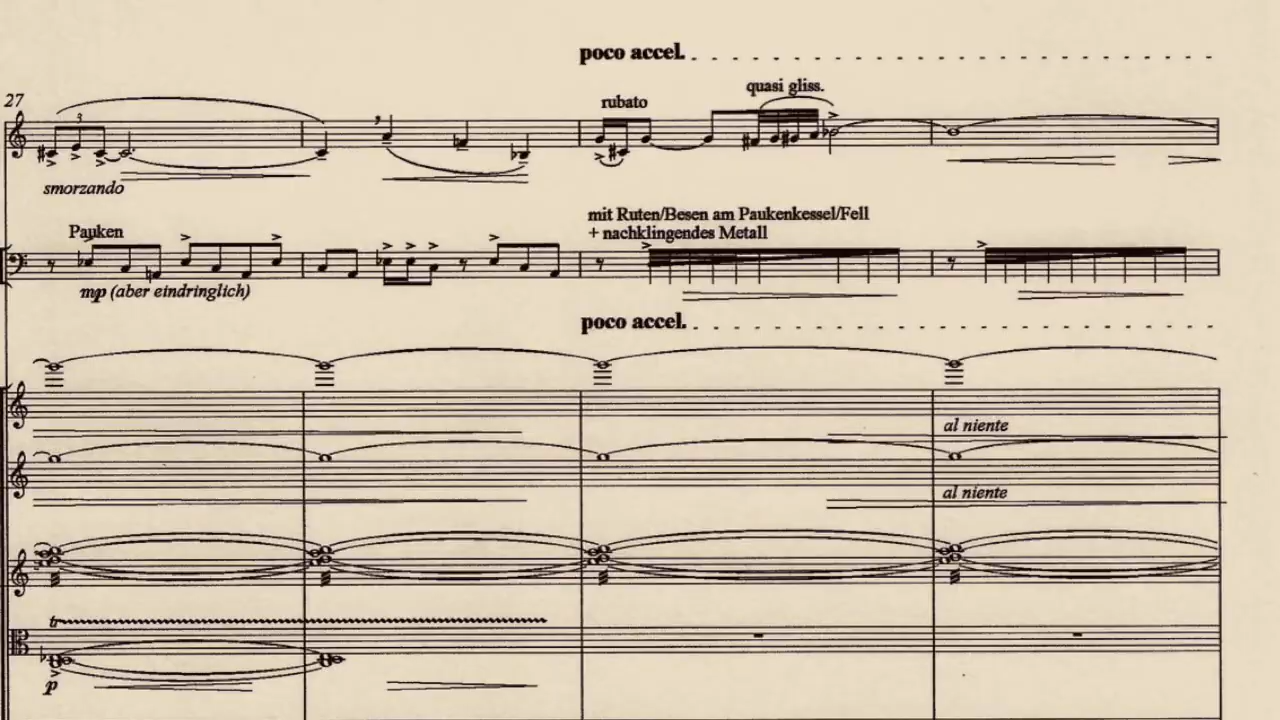 poco accel.
27
rubato
quasi gliss.
3
smorzando
Pauken
mit Ruten/Besen am Paukenkessel/Fell
+ nachklingendes Metall
mp (aber eindringlich)
poco accel.
al niente
al niente
tr
p